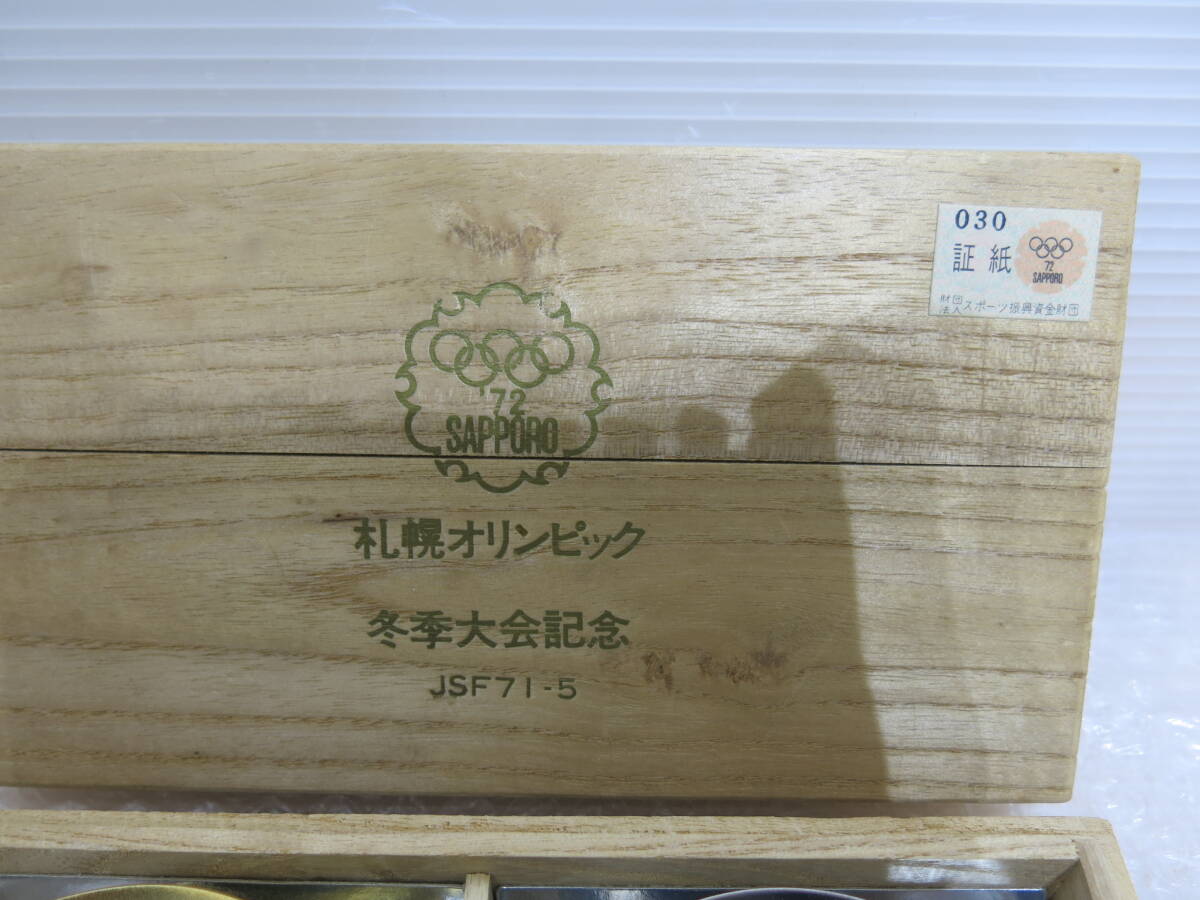 030
証紙
'72
SAPPORO
財団法人スポーツ振興資金財団
'72
SAPPORO
札幌オリンピック
冬季大会記念
JSF71-5